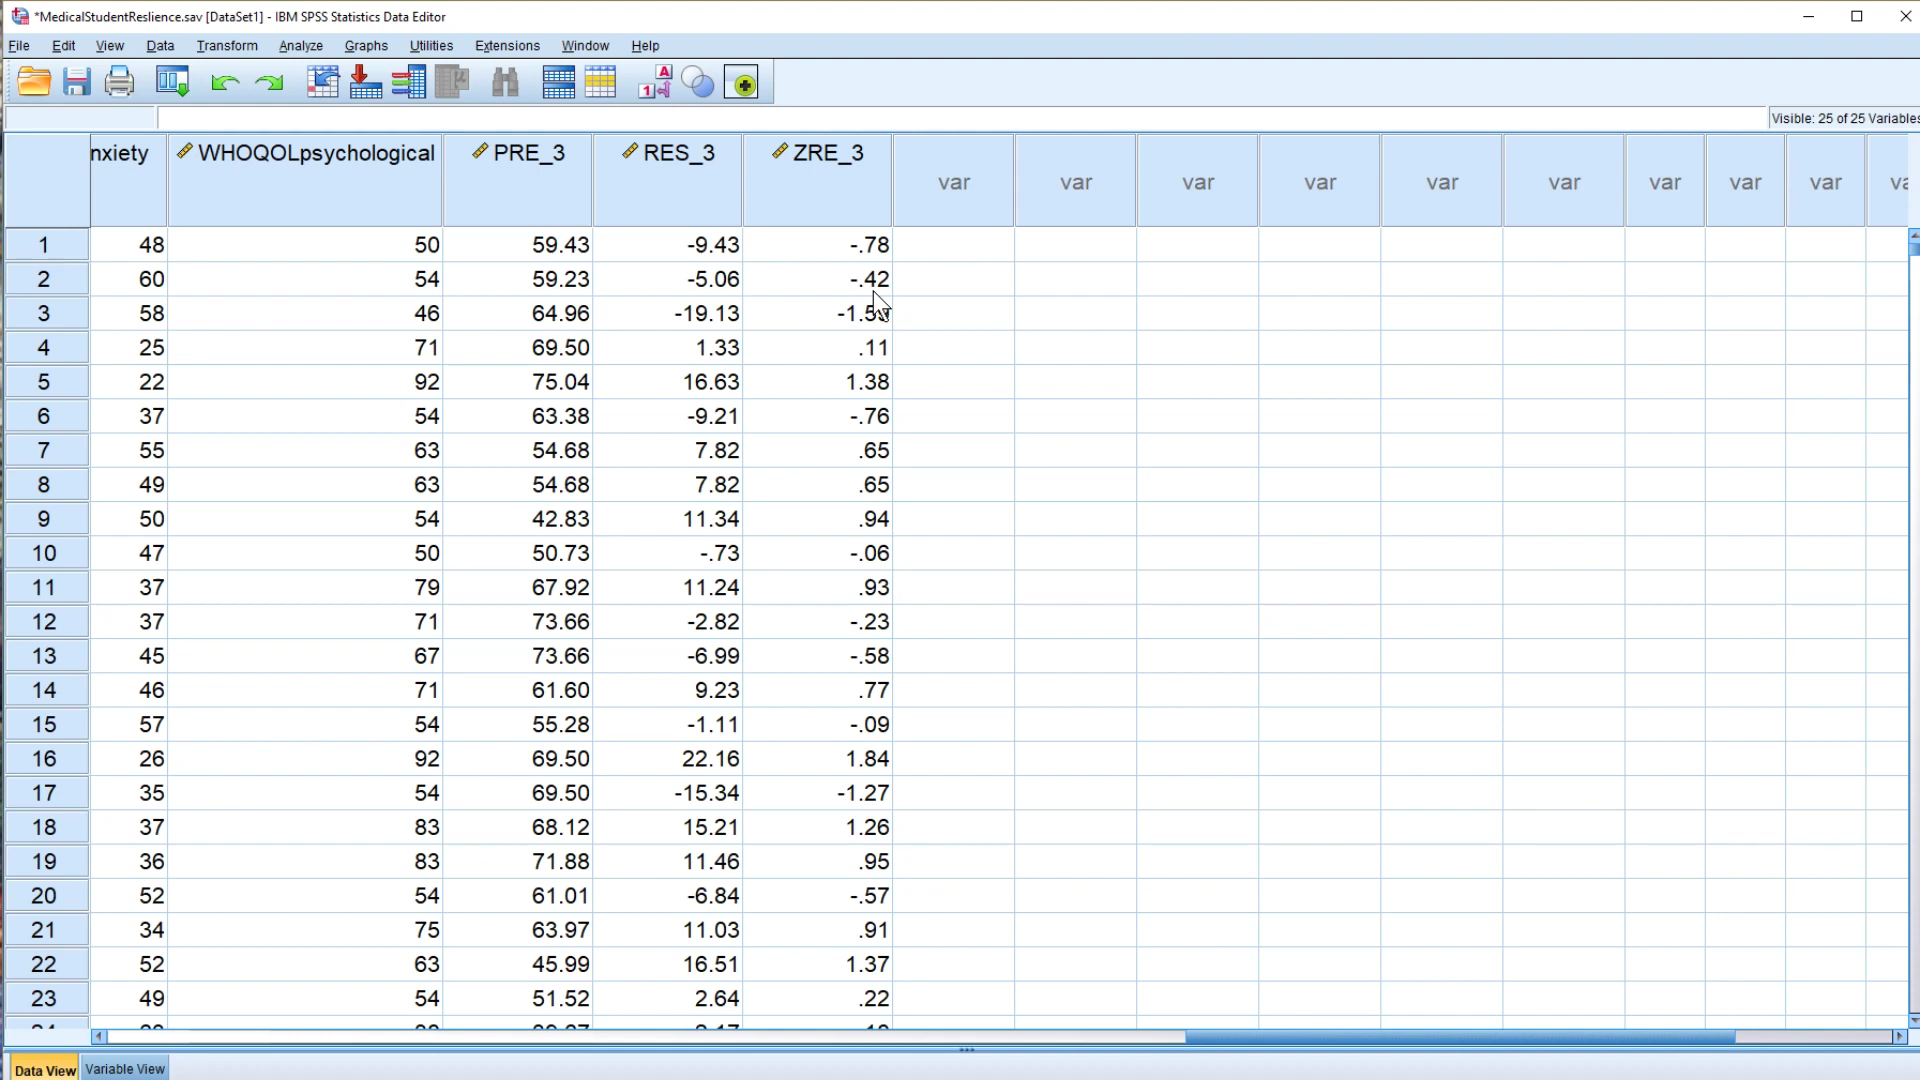 *MedicalStudentReslience.sav [DataSet1] - IBM SPSS Statistics Data Editor
File Edit View Data Transform Analyze Graphs Utilities Extensions Window Help
Visible: 25 of 25 Variables
nxiety WHOQOLpsychological PRE_3 RES_3 ZRE_3
var var var var var var var var var
1 48 50 59.43 -9.43 -.78
2 60 54 59.23 -5.06 -.42
3 58 46 64.96 -19.13
4 25 71 69.50 1.33 .11
5 22 92 75.04 16.63 1.38
6 37 54 63.38 -9.21 -.76
7 55 63 54.68 7.82 .65
8 49 63 54.68 7.82 .65
9 50 54 42.83 11.34 .94
10 47 50 50.73 -.73 -.06
11 37 79 67.92 11.24 .93
12 37 71 73.66 -2.82 -.23
13 45 67 73.66 -6.99 -.58
14 46 71 61.60 9.23 .77
15 57 54 55.28 -1.11 -.09
16 26 92 69.50 22.16 1.84
17 35 54 69.50 -15.34 -1.27
18 37 83 68.12 15.21 1.26
19 36 83 71.88 11.46 .95
20 52 54 61.01 -6.84 -.57
21 34 75 63.97 11.03 .91
22 52 63 45.99 16.51 1.37
23 49 54 51.52 2.64 .22
Data View Variable View